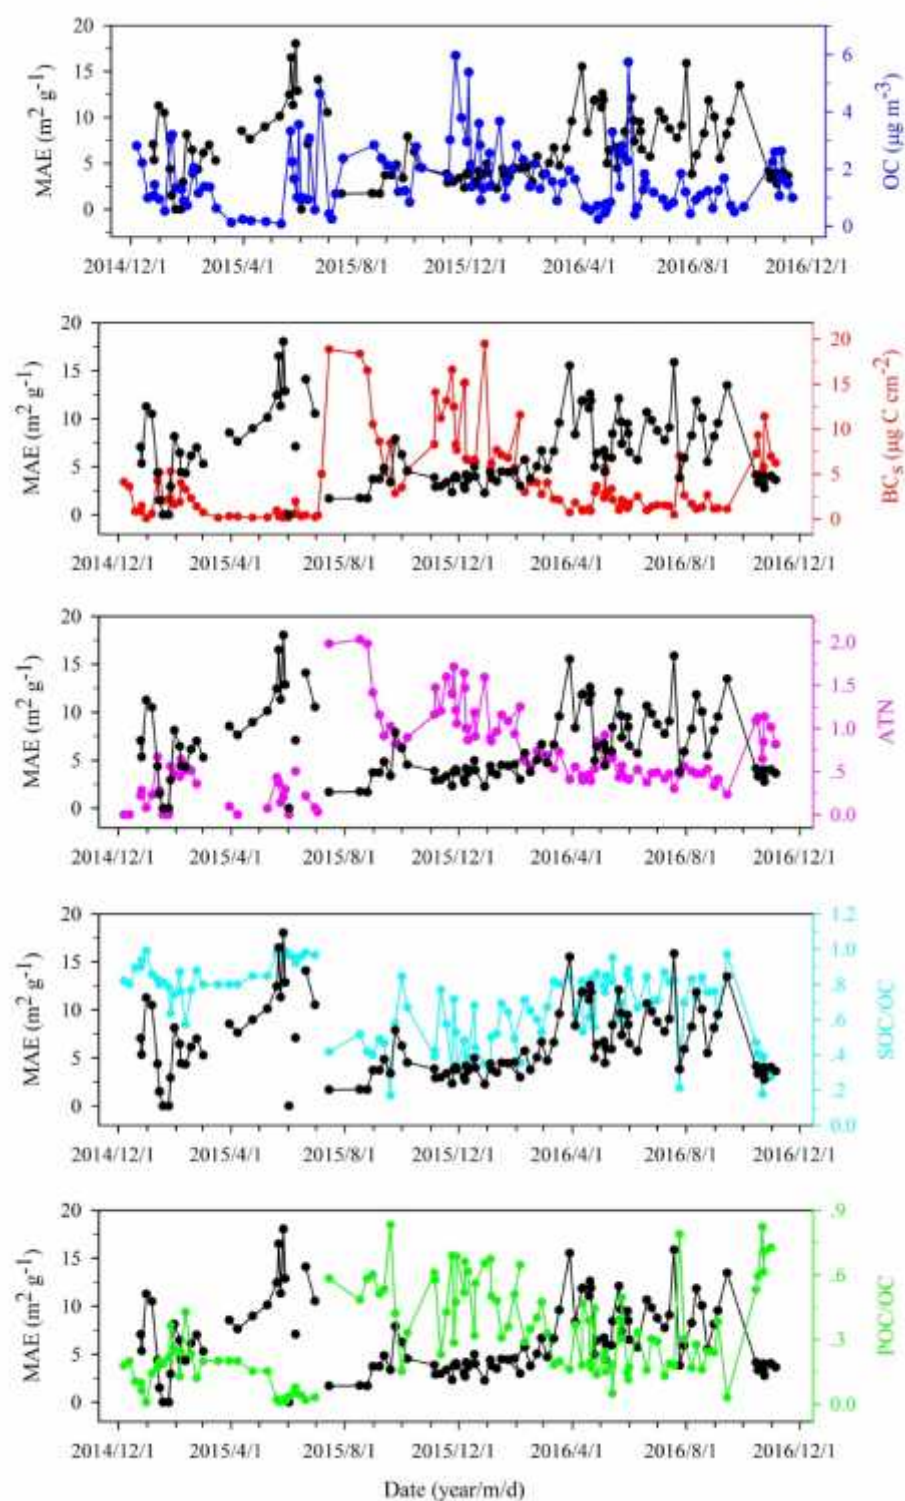 20 6
15 4
10
5 2
0 0
MAE (m² g⁻¹)
OC (µg m⁻³)
2014/12/1 2015/4/1 2015/8/1 2015/12/1 2016/4/1 2016/8/1 2016/12/1
20 20
15 15
10 10
5 5
0 0
MAE (m² g⁻¹)
BCₛ (µg C cm⁻²)
2014/12/1 2015/4/1 2015/8/1 2015/12/1 2016/4/1 2016/8/1 2016/12/1
20 2.0
15 1.5
10 1.0
5 .5
0 0.0
MAE (m² g⁻¹)
ATN
2014/12/1 2015/4/1 2015/8/1 2015/12/1 2016/4/1 2016/8/1 2016/12/1
20 1.2
15 1.0
10 .8
.6
5 .4
0 .2
0.0
MAE (m² g⁻¹)
SOC/OC
2014/12/1 2015/4/1 2015/8/1 2015/12/1 2016/4/1 2016/8/1 2016/12/1
20 .9
15 .6
10
5 .3
0 0.0
MAE (m² g⁻¹)
POC/OC
2014/12/1 2015/4/1 2015/8/1 2015/12/1 2016/4/1 2016/8/1 2016/12/1
Date (year/m/d)